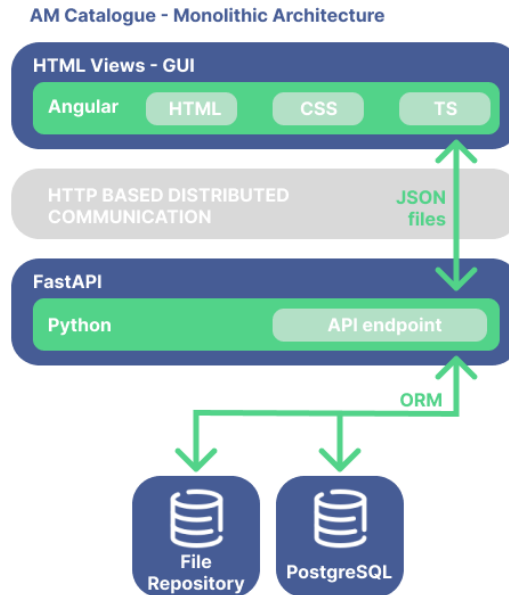 AM Catalogue - Monolithic Architecture
HTML Views - GUI
Angular HTML CSS TS
HTTP BASED DISTRIBUTED
COMMUNICATION
JSON
files
FastAPI
Python API endpoint
ORM
File
Repository
PostgreSQL